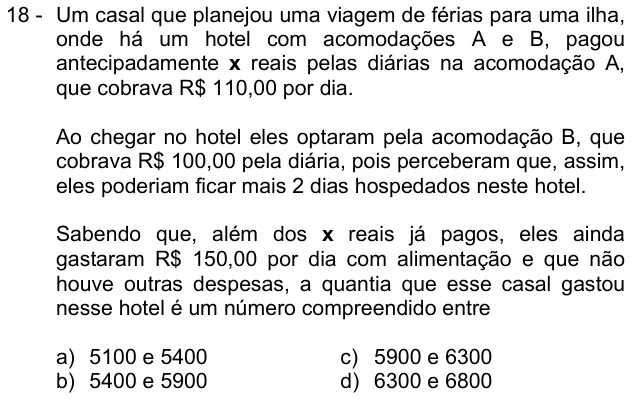 18 - Um casal que planejou uma viagem de férias para uma ilha,
onde há um hotel com acomodações A e B, pagou
antecipadamente x reais pelas diárias na acomodação A,
que cobrava R$ 110,00 por dia.
Ao chegar no hotel eles optaram pela acomodação B, que
cobrava R$ 100,00 pela diária, pois perceberam que, assim,
eles poderiam ficar mais 2 dias hospedados neste hotel.
Sabendo que, além dos x reais já pagos, eles ainda
gastaram R$ 150,00 por dia com alimentação e que não
houve outras despesas, a quantia que esse casal gastou
nesse hotel é um número compreendido entre
a) 5100 e 5400
b) 5400 e 5900
c) 5900 e 6300
d) 6300 e 6800